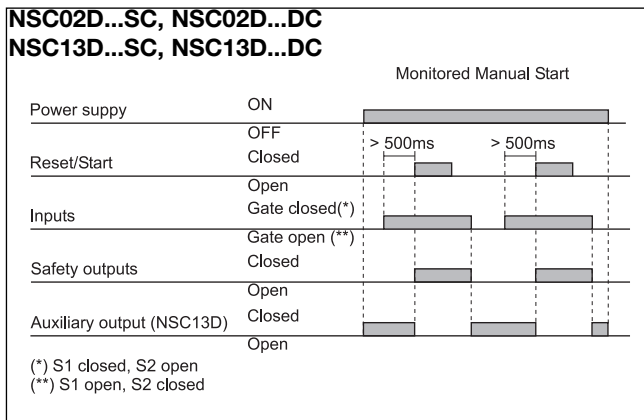 NSC02D...SC, NSC02D...DC
NSC13D...SC, NSC13D...DC
Monitored Manual Start
Power suppy
ON
OFF
> 500ms
> 500ms
Reset/Start
Closed
Open
Inputs
Gate closed(*)
Gate open (**)
Safety outputs
Closed
Open
Auxiliary output (NSC13D)
Closed
Open
(*) S1 closed, S2 open
(**) S1 open, S2 closed